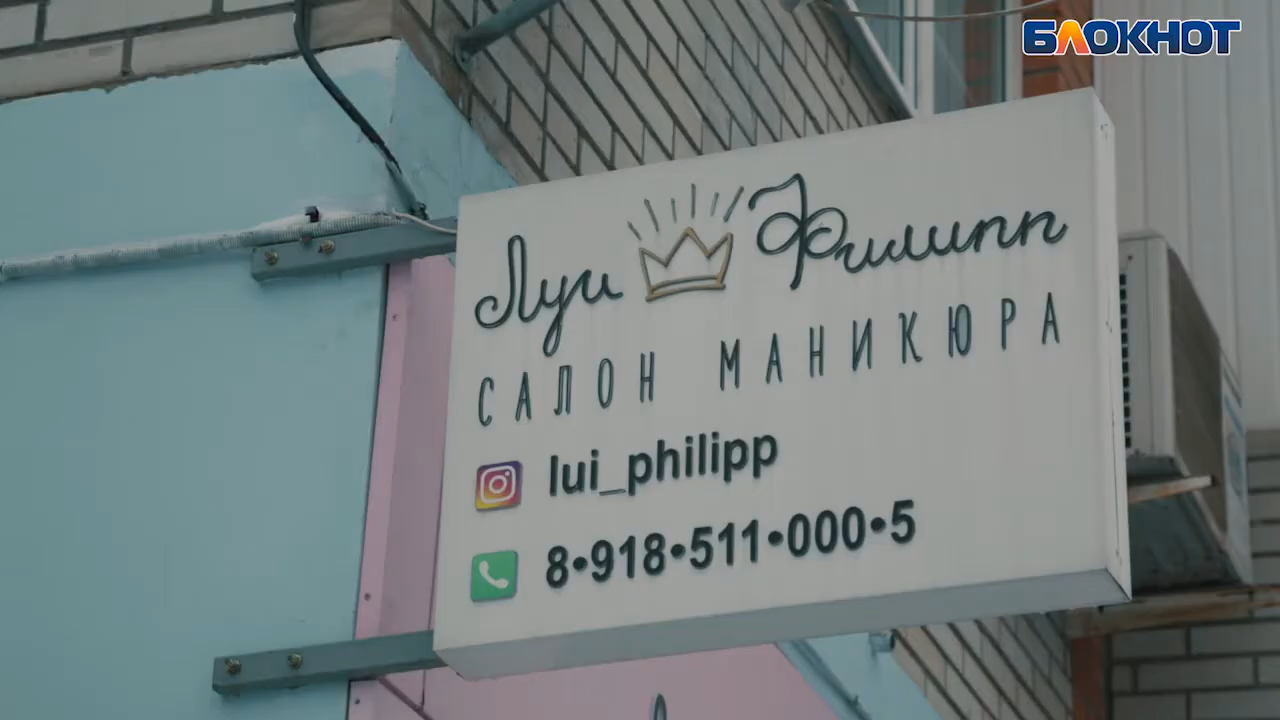 БЛОКНОТ
Луи Филипп
САЛОН МАНИКЮРА
lui_philipp
8•918•511•000•5